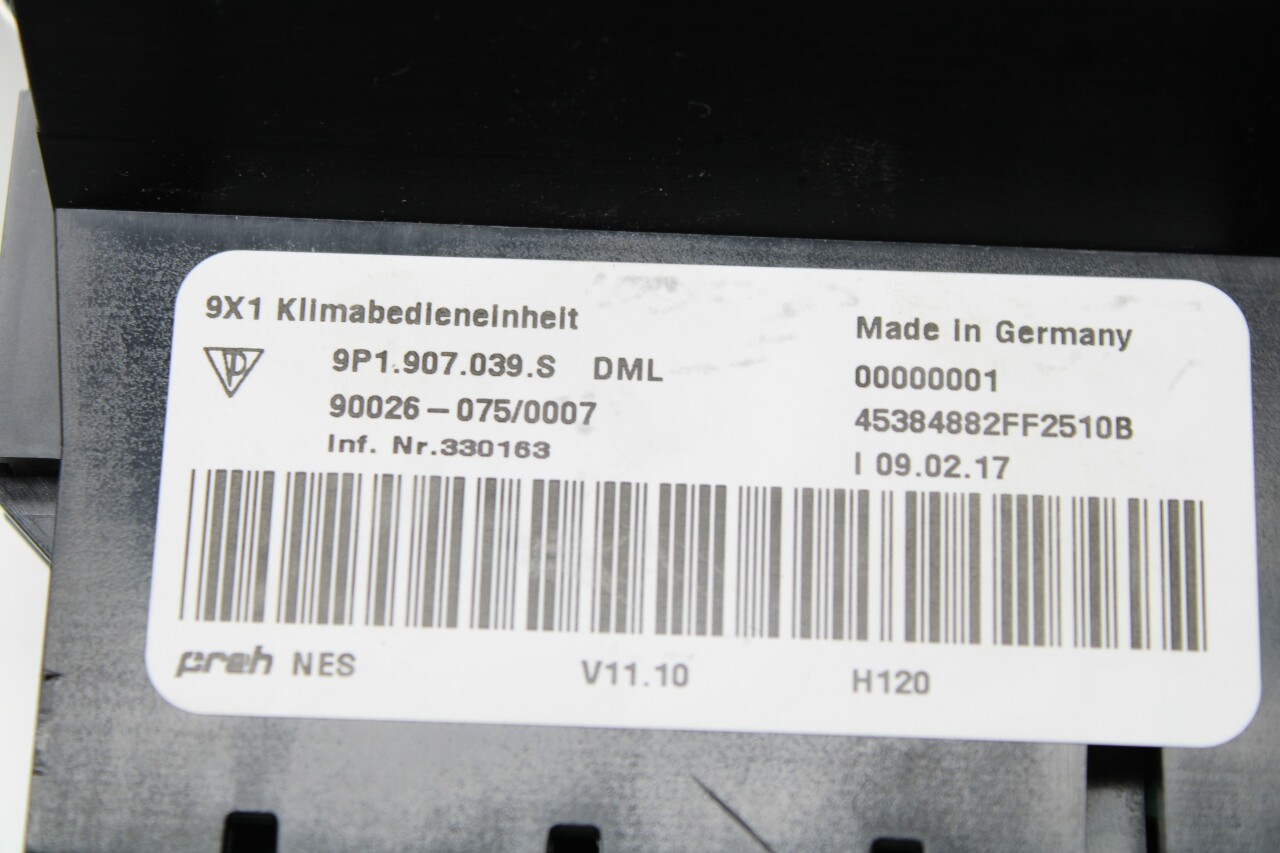 9X1 Klimabedieneinheit
9P1.907.039.S DML
90026-075/0007
Inf. Nr.330163
Made in Germany
00000001
45384882FF2510B
I 09.02.17
preh NES
V11.10
H120